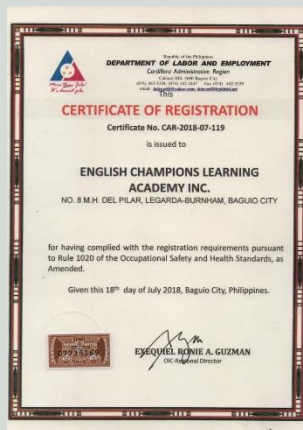 Republic of the Philippines
DEPARTMENT OF LABOR AND EMPLOYMENT
Cordillera Administrative Region
This
CERTIFICATE OF REGISTRATION
Certificate No. CAR-2018-07-119
is issued to
ENGLISH CHAMPIONS LEARNING
ACADEMY INC.
NO. 8 M.H. DEL PILAR, LEGARDA-BURNHAM, BAGUIO CITY
for having complied with the registration requirements pursuant
to Rule 1020 of the Occupational Safety and Health Standards, as
Amended.
Given this 18th day of July 2018, Baguio City, Philippines.
EXEQUIEL RONIE A. GUZMAN
OIC-Regional Director